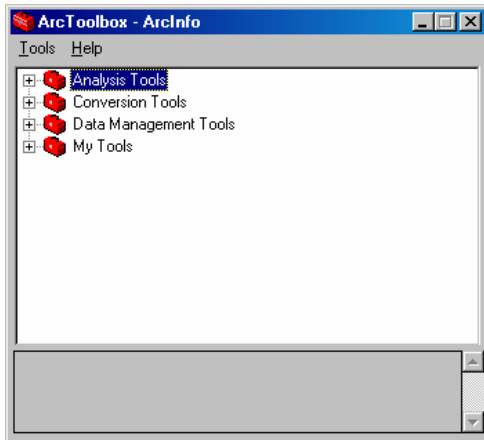 ArcToolbox - ArcInfo
Tools Help
Analysis Tools
Conversion Tools
Data Management Tools
My Tools